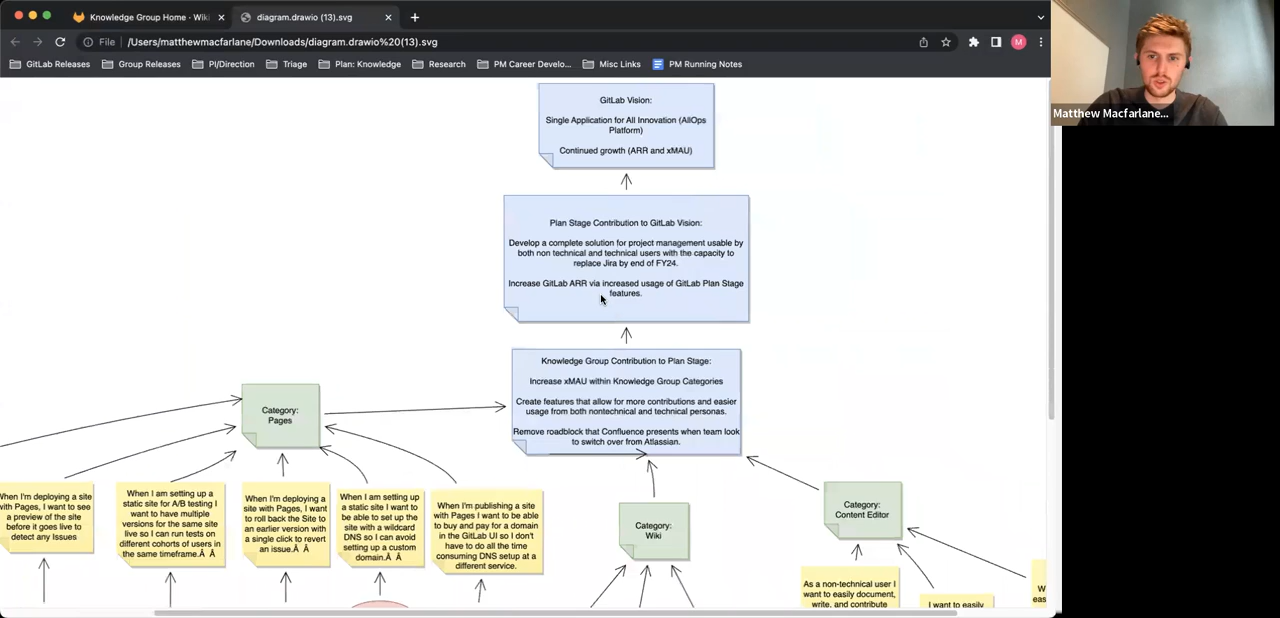 Knowledge Group Home · Wiki
diagram.drawio (13).svg
File
/Users/matthewmacfarlane/Downloads/diagram.drawio%20(13).svg
M
GitLab Releases
Group Releases
PI/Direction
Triage
Plan: Knowledge
Research
PM Career Develo...
Misc Links
PM Running Notes
Matthew Macfarlane...
GitLab Vision:
Single Application for All Innovation (AllOps
Platform)
Continued growth (ARR and xMAU)
Plan Stage Contribution to GitLab Vision:
Develop a complete solution for project management usable by
both non technical and technical users with the capacity to
replace Jira by end of FY24.
Increase GitLab ARR via increased usage of GitLab Plan Stage
features.
Knowledge Group Contribution to Plan Stage:
Increase xMAU within Knowledge Group Categories
Create features that allow for more contributions and easier
usage from both nontechnical and technical personas.
Remove roadblock that Confluence presents when team look
to switch over from Atlassian.
Category:
Pages
When I'm deploying a site
with Pages, I want to see
a preview of the site
before it goes live to
detect any Issues
When I am setting up a
static site for A/B testing I
want to have multiple
versions for the same site
live so I can run tests on
different cohorts of users in
the same timeframe.Â Â
When I'm deploying a
site with Pages, I want
to roll back the Site to
an earlier version with
a single click to revert
an issue.Â Â
When I am setting up
a static site I want to
be able to set up the
site with a wildcard
DNS so I can avoid
setting up a custom
domain.Â Â
When I'm publishing a site
with Pages I want to be able
to buy and pay for a domain
in the GitLab UI so I don't
have to do all the time
consuming DNS setup at a
different service.
Category:
Wiki
Category:
Content Editor
As a non-technical user I
want to easily document,
write, and contribute
I want to easily
W
eas